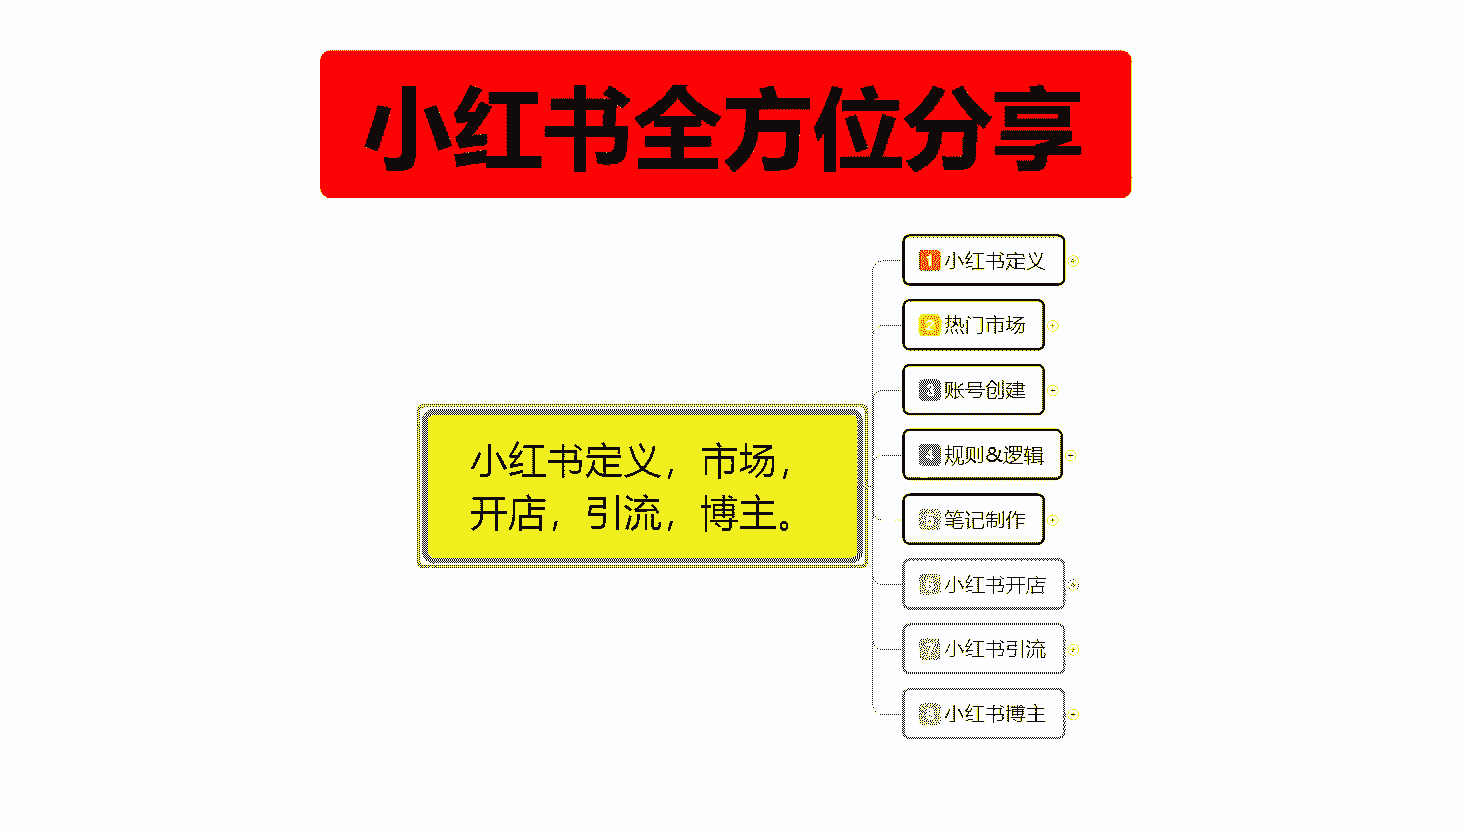 小红书全方位分享
1 小红书定义
2 热门市场
3 账号创建
4 规则&逻辑
5 笔记制作
小红书定义，市场，
开店，引流，博主。
6 小红书开店
7 小红书引流
8 小红书博主